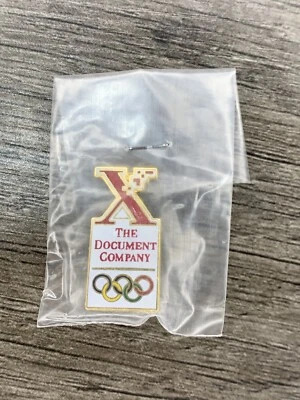 X
THE
DOCUMENT
COMPANY